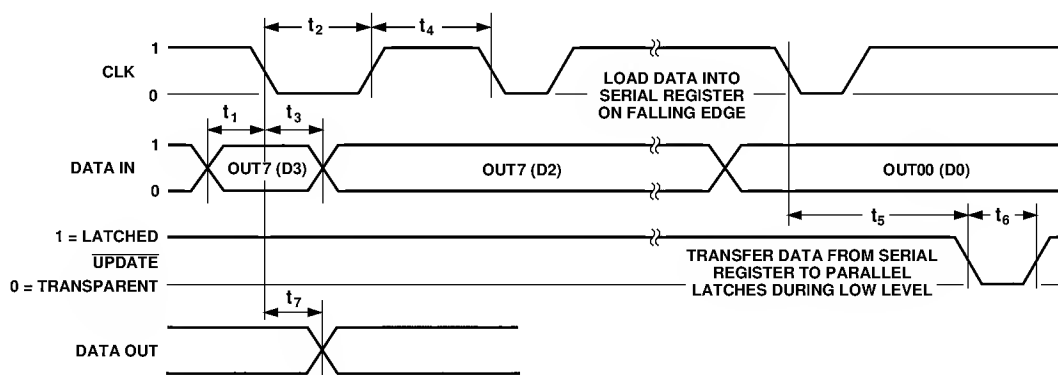 t2
t4
1
CLK
0
LOAD DATA INTO
SERIAL REGISTER
ON FALLING EDGE
t1
t3
1
DATA IN
OUT7 (D3)
OUT7 (D2)
OUT00 (D0)
0
t5
t6
1 = LATCHED
UPDATE
0 = TRANSPARENT
TRANSFER DATA FROM SERIAL
REGISTER TO PARALLEL
LATCHES DURING LOW LEVEL
t7
DATA OUT